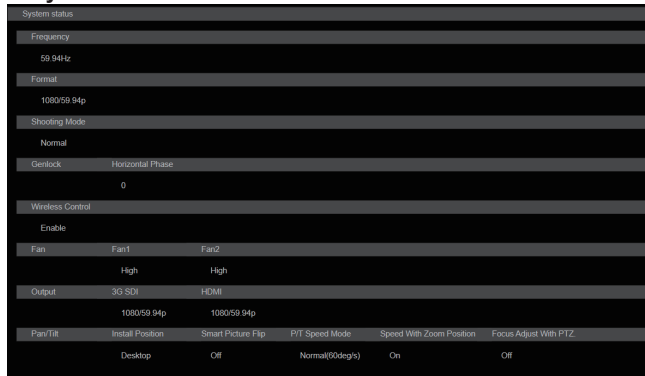 System status
Frequency
59.94Hz
Format
1080/59.94p
Shooting Mode
Normal
Genlock Horizontal Phase
0
Wireless Control
Enable
Fan Fan1 Fan2
High High
Output 3G SDI HDMI
1080/59.94p 1080/59.94p
Pan/Tilt Install Position Smart Picture Flip P/T Speed Mode Speed With Zoom Position Focus Adjust With PTZ.
Desktop Off Normal(60deg/s) On Off